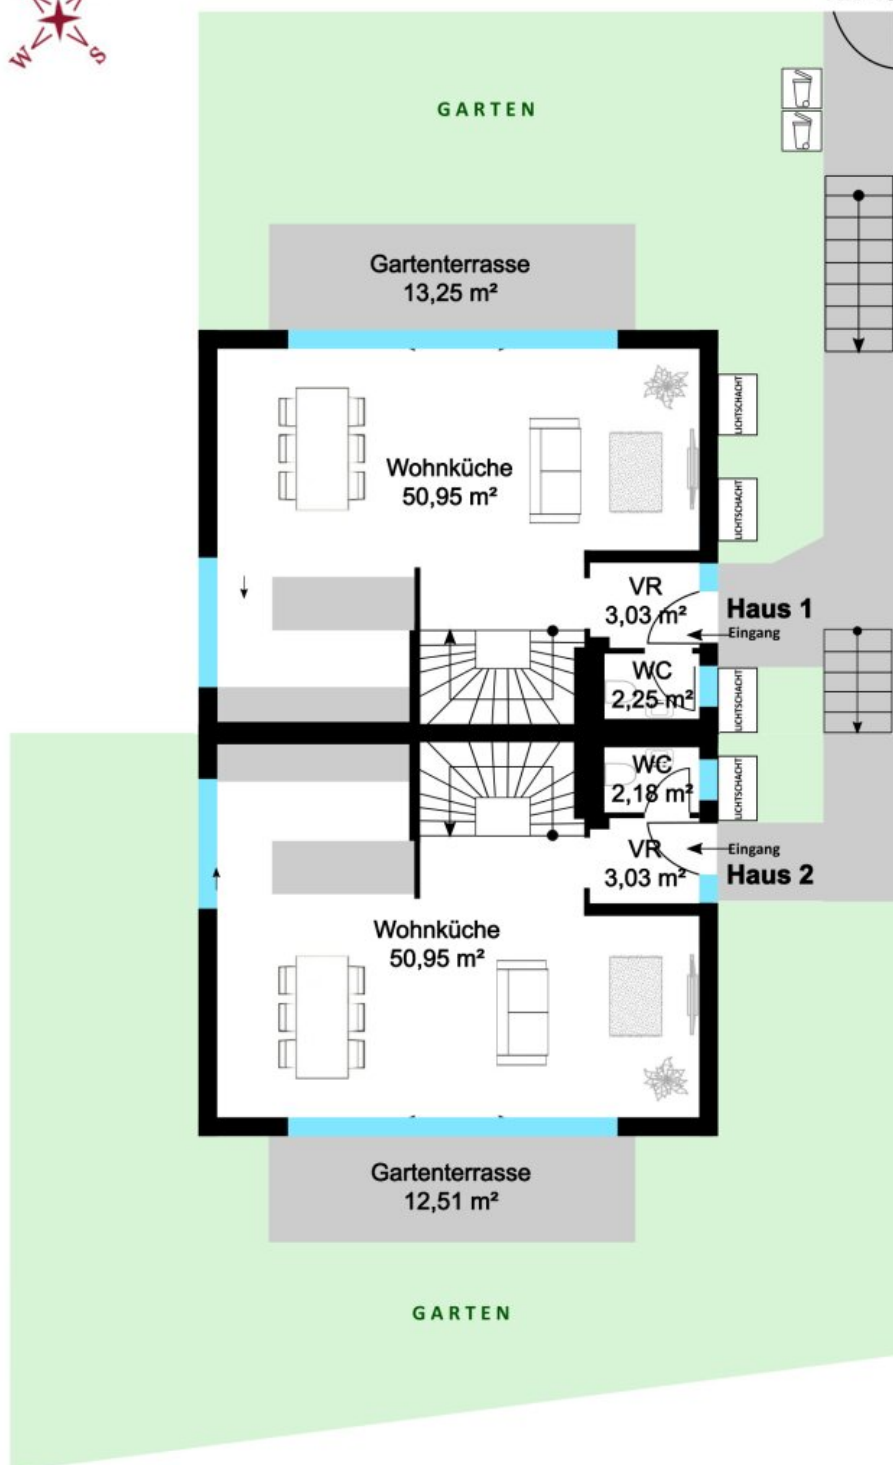 W
S
GARTEN
Gartenterrasse
13,25 m²
LICHTSCHACHT
Wohnküche
50,95 m²
LICHTSCHACHT
VR
3,03 m²
Haus 1
Eingang
WC
2,25 m²
LICHTSCHACHT
WC
2,18 m²
LICHTSCHACHT
VR
3,03 m²
Eingang
Haus 2
Wohnküche
50,95 m²
Gartenterrasse
12,51 m²
GARTEN